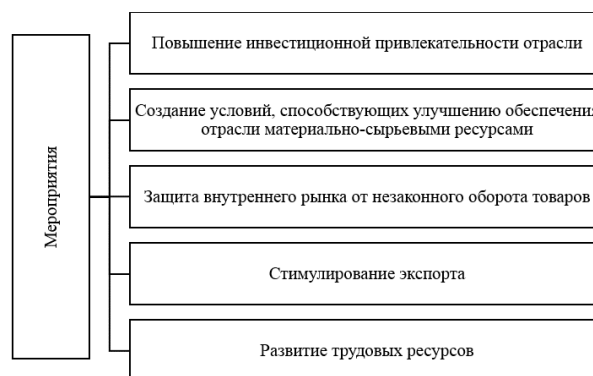 Мероприятия
Повышение инвестиционной привлекательности отрасли
Создание условий, способствующих улучшению обеспечения
отрасли материально-сырьевыми ресурсами
Защита внутреннего рынка от незаконного оборота товаров
Стимулирование экспорта
Развитие трудовых ресурсов